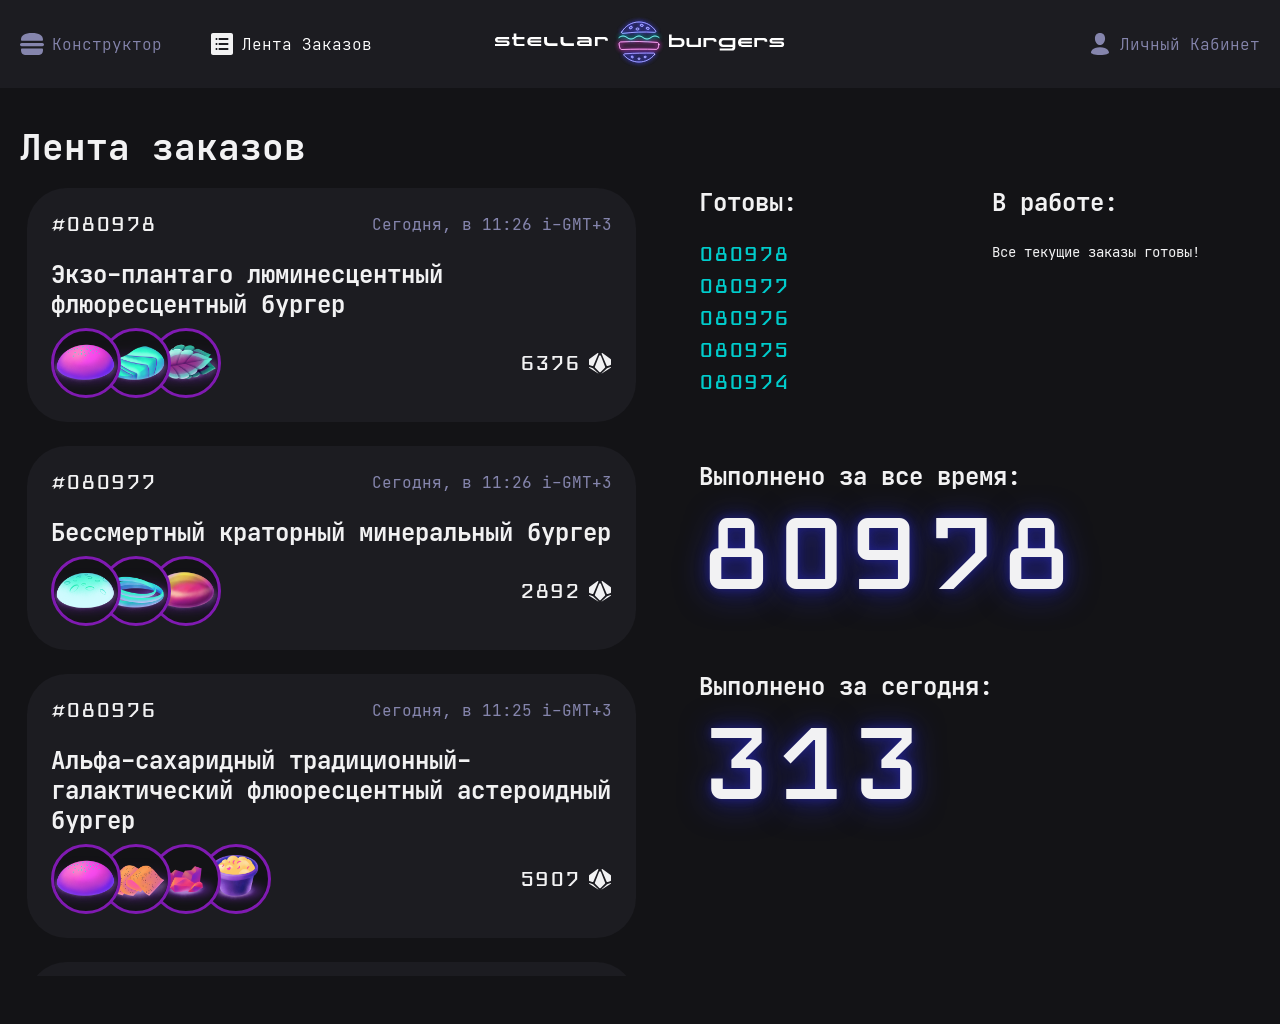 Конструктор
Лента Заказов
stellar burgers
Личный Кабинет
Лента заказов
#080978
Сегодня, в 11:26 i-GMT+3
Экзо-плантаго люминесцентный
флюоресцентный бургер
6376
#080977
Сегодня, в 11:26 i-GMT+3
Бессмертный краторный минеральный бургер
2892
#080976
Сегодня, в 11:25 i-GMT+3
Альфа-сахаридный традиционный-
галактический флюоресцентный астероидный
бургер
5907
Готовы:
080978
080977
080976
080975
080974
В работе:
Все текущие заказы готовы!
Выполнено за все время:
80978
Выполнено за сегодня:
313